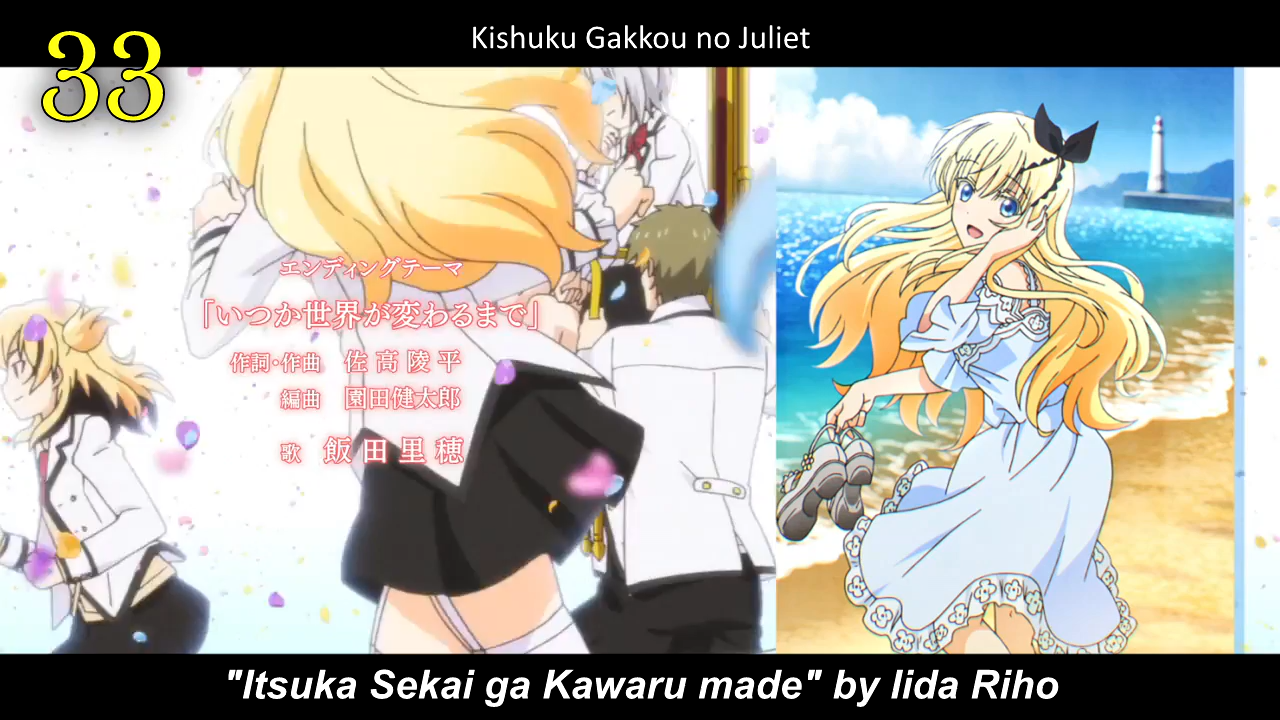 33
Kishuku Gakkou no Juliet
エンディングテーマ
「いつか世界が変わるまで」
作詞・作曲 佐高陵平
編曲 園田健太郎
歌 飯田里穂
"Itsuka Sekai ga Kawaru made" by Iida Riho